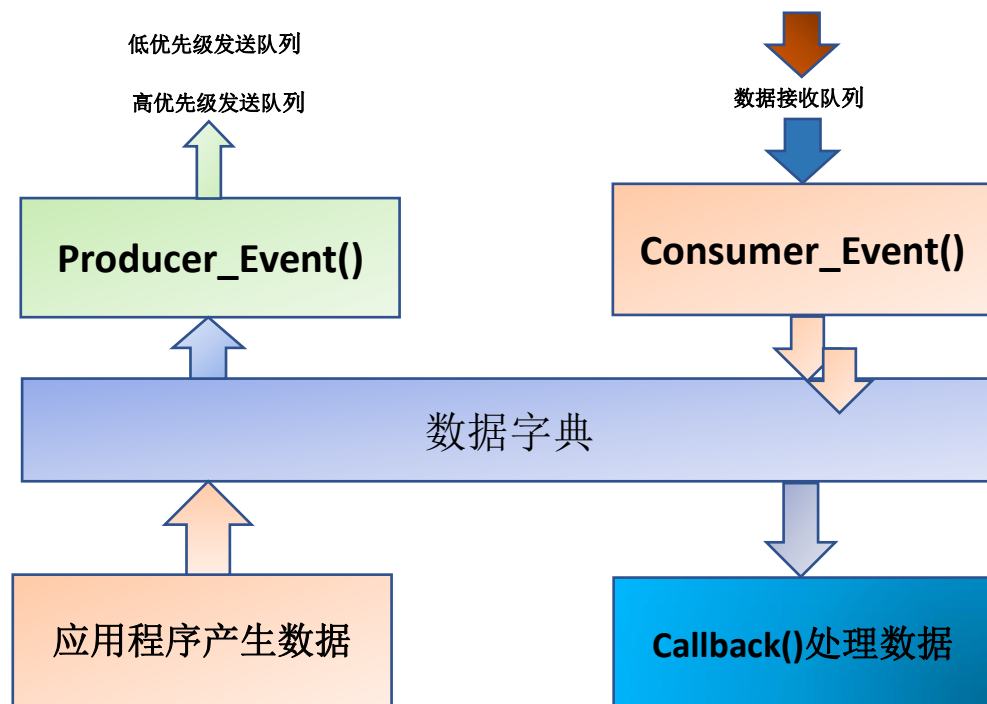 低优先级发送队列
高优先级发送队列
数据接收队列
Producer_Event()
Consumer_Event()
数据字典
应用程序产生数据
Callback()处理数据